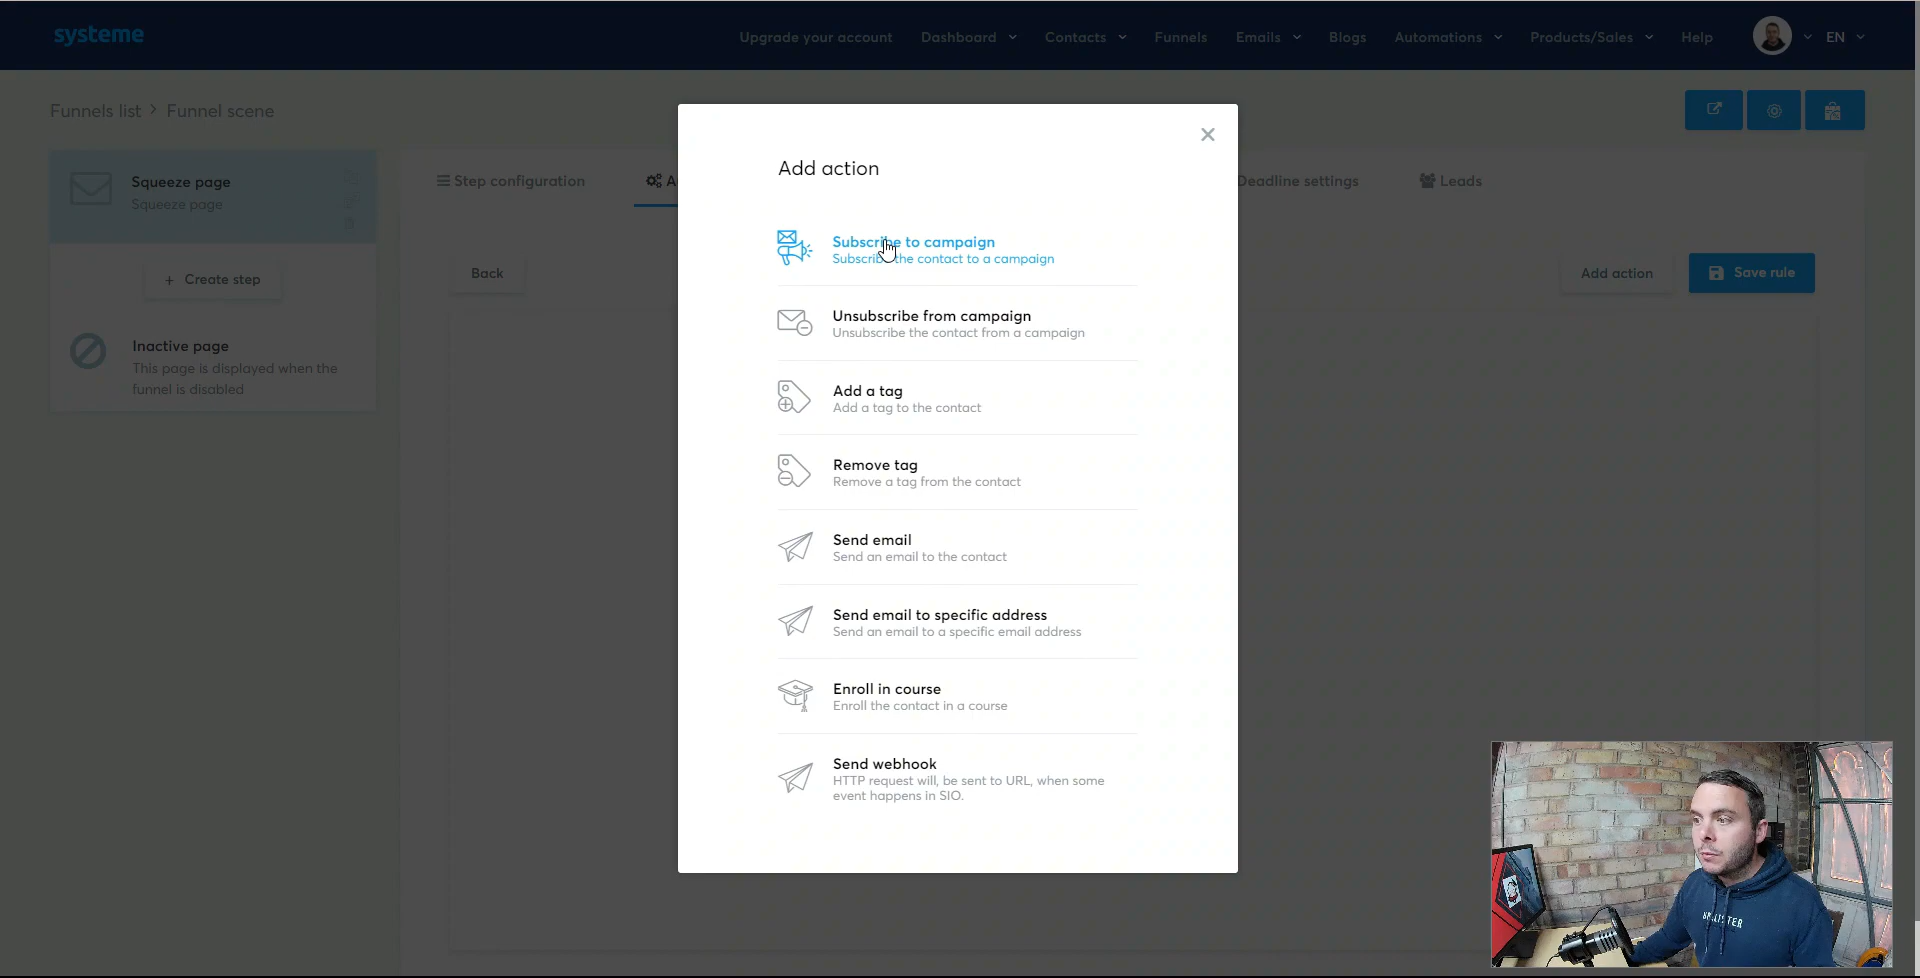 systeme
Upgrade your account
Dashboard
Contacts
Funnels
Emails
Blogs
Automations
Products/Sales
Help
EN
Funnels list > Funnel scene
Squeeze page
Squeeze page
+ Create step
Inactive page
This page is displayed when the
funnel is disabled
Step configuration
A
Deadline settings
Leads
Back
Add action
Save rule
×
Add action
Subscribe to campaign
Subscribe the contact to a campaign
Unsubscribe from campaign
Unsubscribe the contact from a campaign
Add a tag
Add a tag to the contact
Remove tag
Remove a tag from the contact
Send email
Send an email to the contact
Send email to specific address
Send an email to a specific email address
Enroll in course
Enroll the contact in a course
Send webhook
HTTP request will, be sent to URL, when some
event happens in SIO.